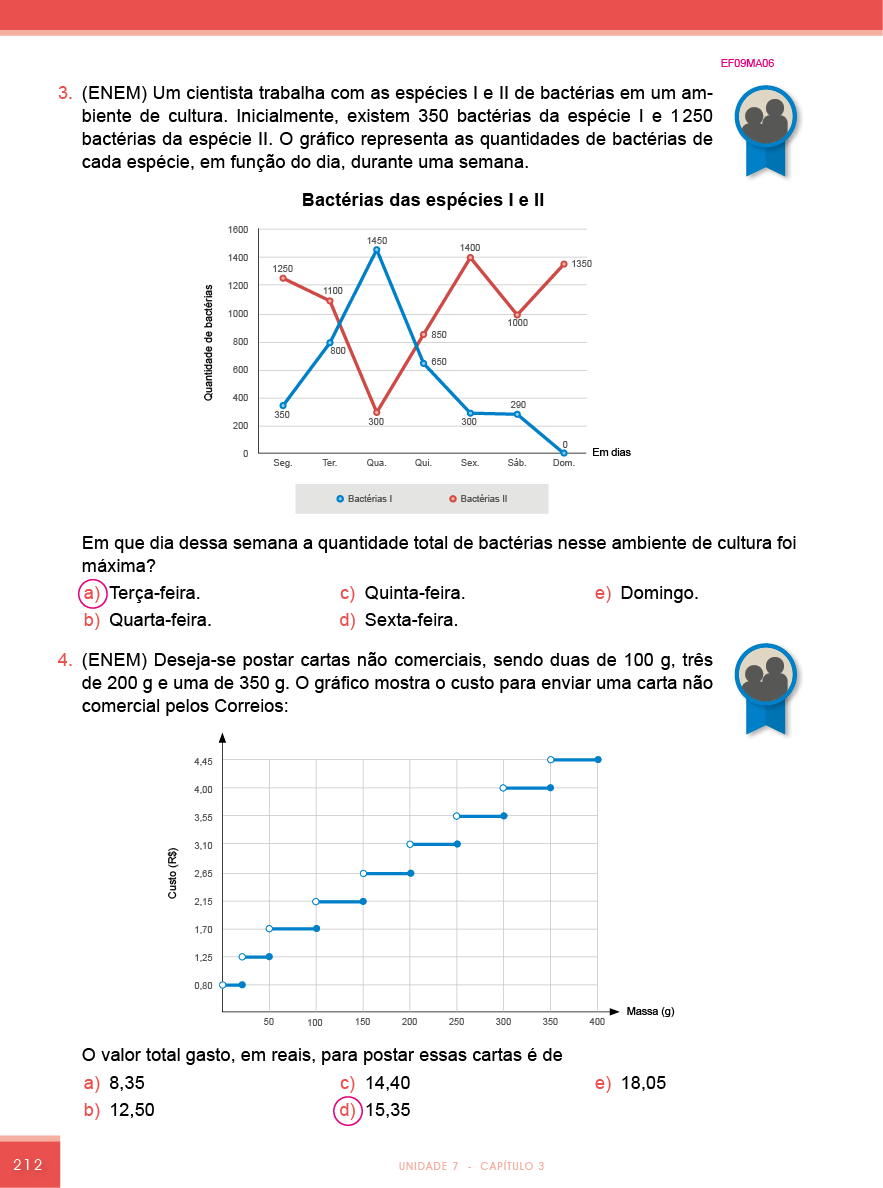 EF09MA06
3. (ENEM) Um cientista trabalha com as espécies I e II de bactérias em um am-
biente de cultura. Inicialmente, existem 350 bactérias da espécie I e 1 250
bactérias da espécie II. O gráfico representa as quantidades de bactérias de
cada espécie, em função do dia, durante uma semana.
Bactérias das espécies I e II
Quantidade de bactérias
1600
1400
1200
1000
800
600
400
200
0
1250
1100
1450
1400
1350
800
850
650
1000
350
300
300
290
0
Seg. Ter. Qua. Qui. Sex. Sáb. Dom.
Em dias
Bactérias I Bactérias II
Em que dia dessa semana a quantidade total de bactérias nesse ambiente de cultura foi
máxima?
a) Terça-feira. c) Quinta-feira. e) Domingo.
b) Quarta-feira. d) Sexta-feira.
4. (ENEM) Deseja-se postar cartas não comerciais, sendo duas de 100 g, três
de 200 g e uma de 350 g. O gráfico mostra o custo para enviar uma carta não
comercial pelos Correios:
Custo (R$)
4,45
4,00
3,55
3,10
2,65
2,15
1,70
1,25
0,80
50 100 150 200 250 300 350 400
Massa (g)
O valor total gasto, em reais, para postar essas cartas é de
a) 8,35 c) 14,40 e) 18,05
b) 12,50 d) 15,35
212
UNIDADE 7 - CAPÍTULO 3